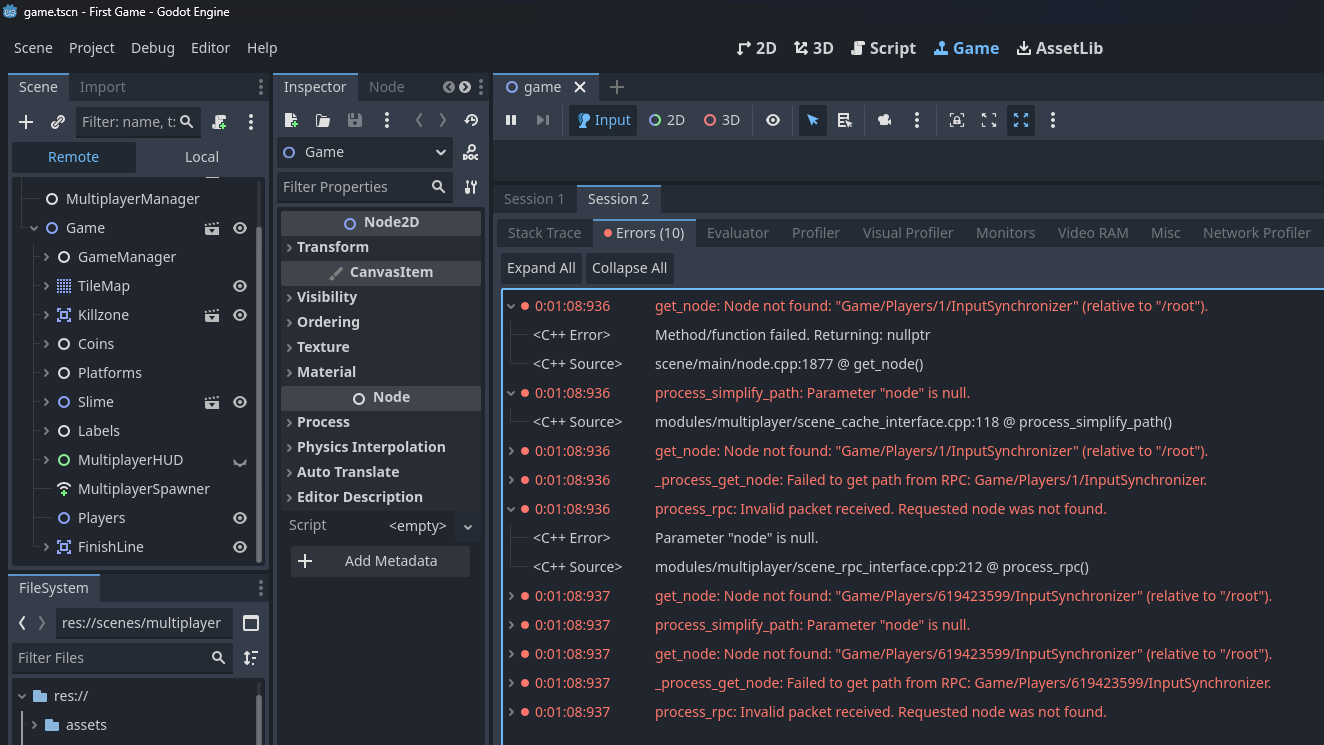 game.tscn - First Game - Godot Engine
Scene Project Debug Editor Help
2D 3D Script Game AssetLib
Scene Import
Filter: name, t:
Remote Local
MultiplayerManager
Game
GameManager
TileMap
Killzone
Coins
Platforms
Slime
Labels
MultiplayerHUD
MultiplayerSpawner
Players
FinishLine
FileSystem
res://scenes/multiplayer
Filter Files
res://
assets
Inspector Node
Game
DOC
Filter Properties
Node2D
Transform
CanvasItem
Visibility
Ordering
Texture
Material
Node
Process
Physics Interpolation
Auto Translate
Editor Description
Script <empty>
Add Metadata
game
Input 2D 3D
Session 1 Session 2
Stack Trace Errors (10) Evaluator Profiler Visual Profiler Monitors Video RAM Misc Network Profiler
Expand All Collapse All
0:01:08:936 get_node: Node not found: "Game/Players/1/InputSynchronizer" (relative to "/root").
<C++ Error> Method/function failed. Returning: nullptr
<C++ Source> scene/main/node.cpp:1877 @ get_node()
0:01:08:936 process_simplify_path: Parameter "node" is null.
<C++ Source> modules/multiplayer/scene_cache_interface.cpp:118 @ process_simplify_path()
0:01:08:936 get_node: Node not found: "Game/Players/1/InputSynchronizer" (relative to "/root").
0:01:08:936 _process_get_node: Failed to get path from RPC: Game/Players/1/InputSynchronizer.
0:01:08:936 process_rpc: Invalid packet received. Requested node was not found.
<C++ Error> Parameter "node" is null.
<C++ Source> modules/multiplayer/scene_rpc_interface.cpp:212 @ process_rpc()
0:01:08:937 get_node: Node not found: "Game/Players/619423599/InputSynchronizer" (relative to "/root").
0:01:08:937 process_simplify_path: Parameter "node" is null.
0:01:08:937 get_node: Node not found: "Game/Players/619423599/InputSynchronizer" (relative to "/root").
0:01:08:937 _process_get_node: Failed to get path from RPC: Game/Players/619423599/InputSynchronizer.
0:01:08:937 process_rpc: Invalid packet received. Requested node was not found.